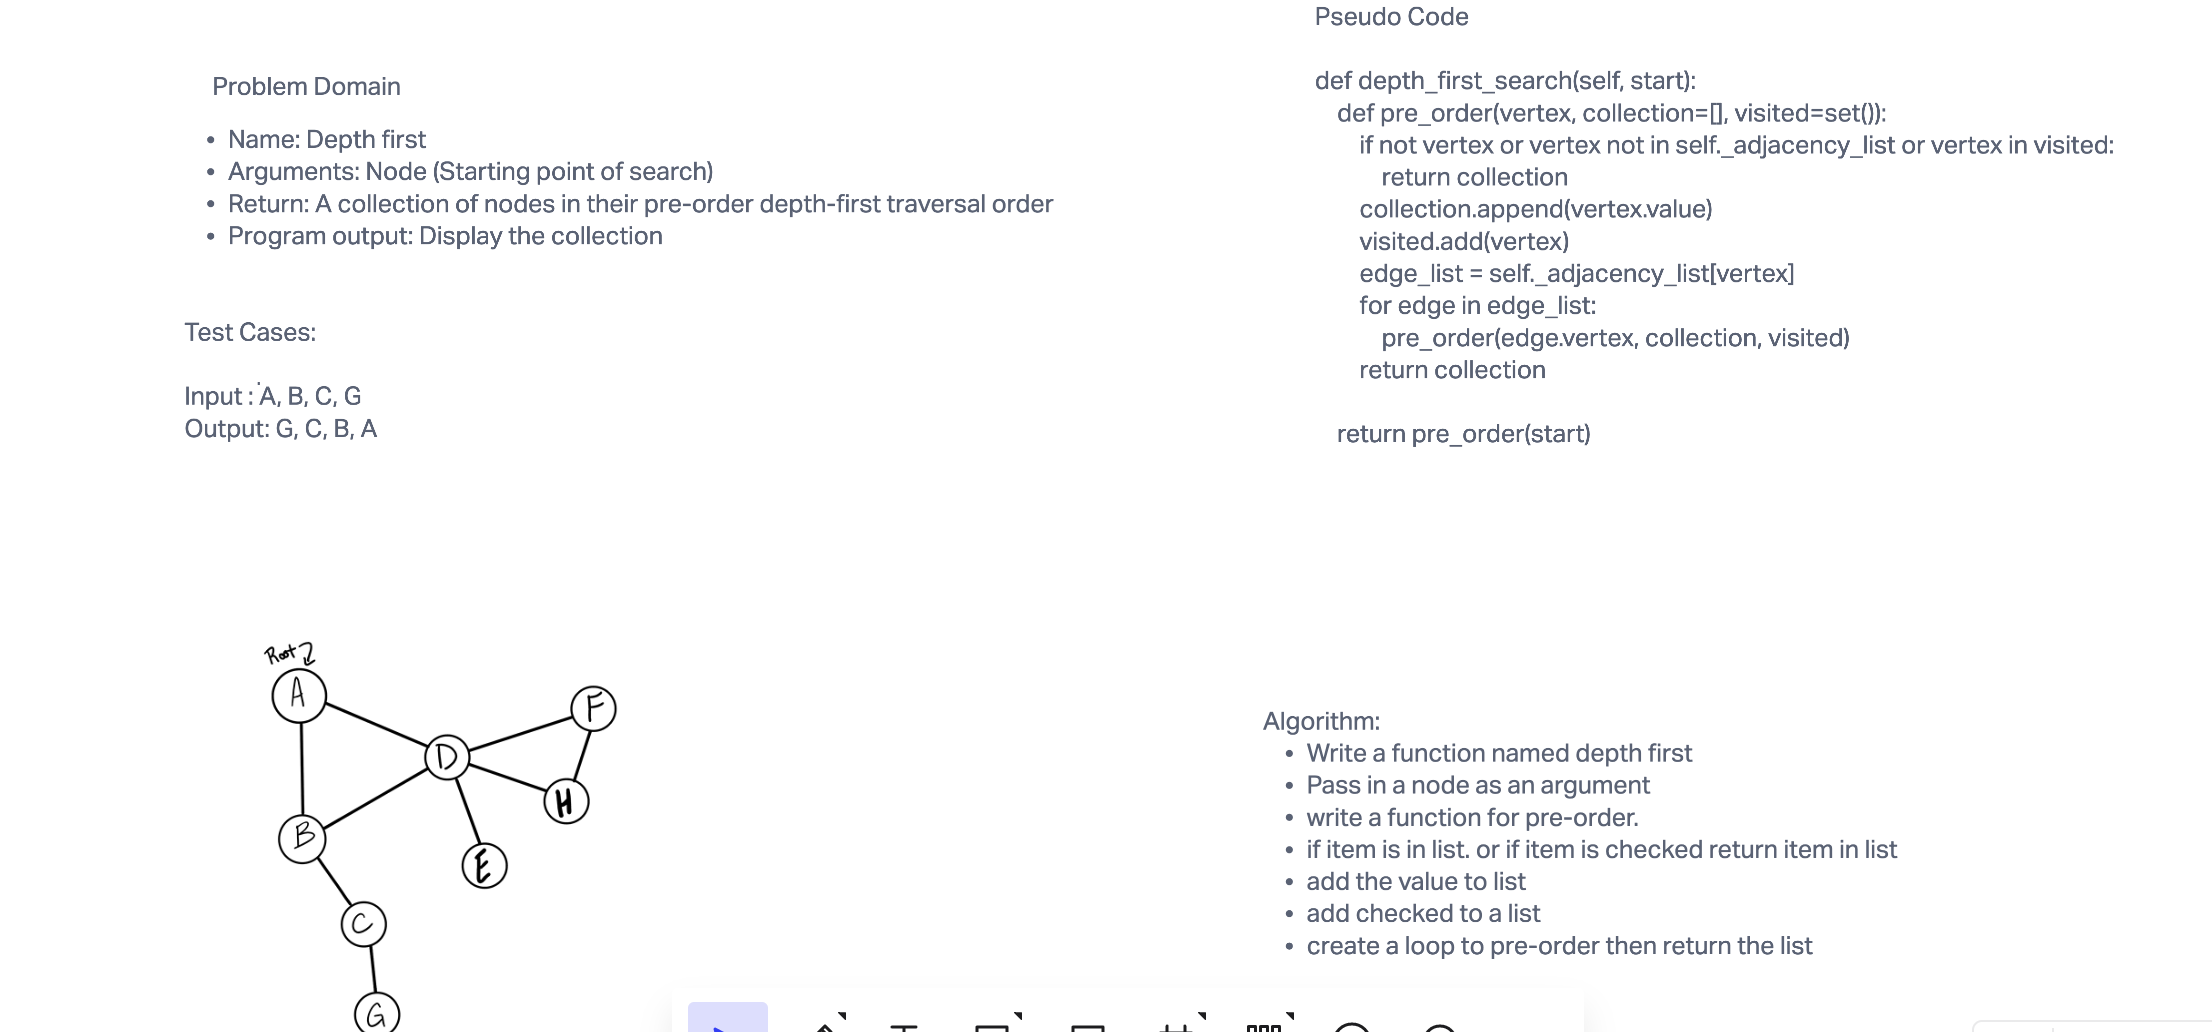 Problem Domain
• Name: Depth first
• Arguments: Node (Starting point of search)
• Return: A collection of nodes in their pre-order depth-first traversal order
• Program output: Display the collection
Test Cases:
Input : A, B, C, G
Output: G, C, B, A
Root
A
F
D
H
B
E
C
G
Pseudo Code
def depth_first_search(self, start):
def pre_order(vertex, collection=[], visited=set()):
if not vertex or vertex not in self._adjacency_list or vertex in visited:
return collection
collection.append(vertex.value)
visited.add(vertex)
edge_list = self._adjacency_list[vertex]
for edge in edge_list:
pre_order(edge.vertex, collection, visited)
return collection
return pre_order(start)
Algorithm:
• Write a function named depth first
• Pass in a node as an argument
• write a function for pre-order.
• if item is in list. or if item is checked return item in list
• add the value to list
• add checked to a list
• create a loop to pre-order then return the list